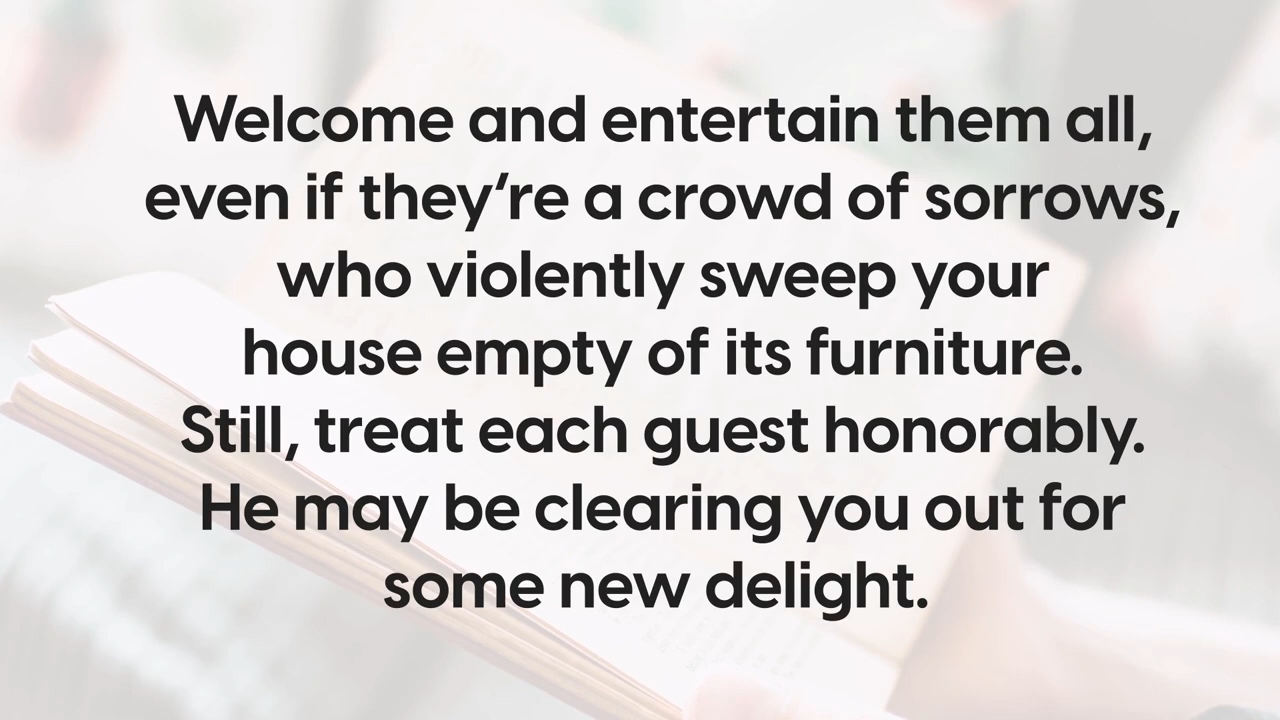 Welcome and entertain them all,
even if they’re a crowd of sorrows,
who violently sweep your
house empty of its furniture.
Still, treat each guest honorably.
He may be clearing you out for
some new delight.